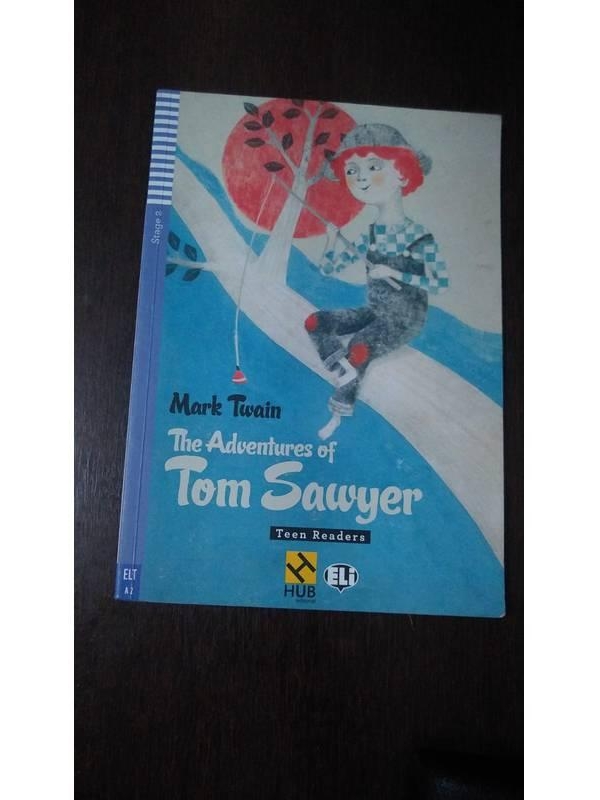 Stage 2
Mark Twain
The Adventures of
Tom Sawyer
Teen Readers
HUB
ELi
ELT
A2